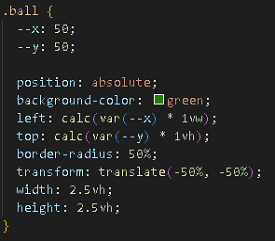 .ball {
--x: 50;
--y: 50;
position: absolute;
background-color: green;
left: calc(var(--x) * 1vw);
top: calc(var(--y) * 1vh);
border-radius: 50%;
transform: translate(-50%, -50%);
width: 2.5vh;
height: 2.5vh;
}